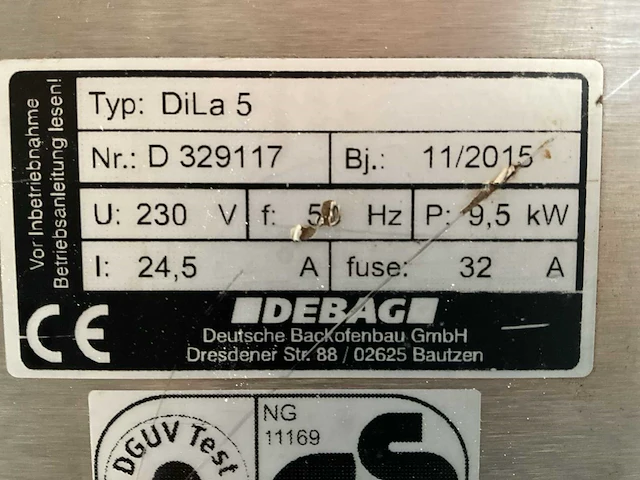 Vor Inbetriebnahme
Betriebsanleitung lesen!
Typ: DiLa 5
Nr.: D 329117 Bj.: 11/2015
U: 230 V f: 50 Hz P: 9,5 kW
I: 24,5 A fuse: 32 A
CE
DEBAG
Deutsche Backofenbau GmbH
Dresdener Str. 88 / 02625 Bautzen
DGUV Test
NG
11169
GS